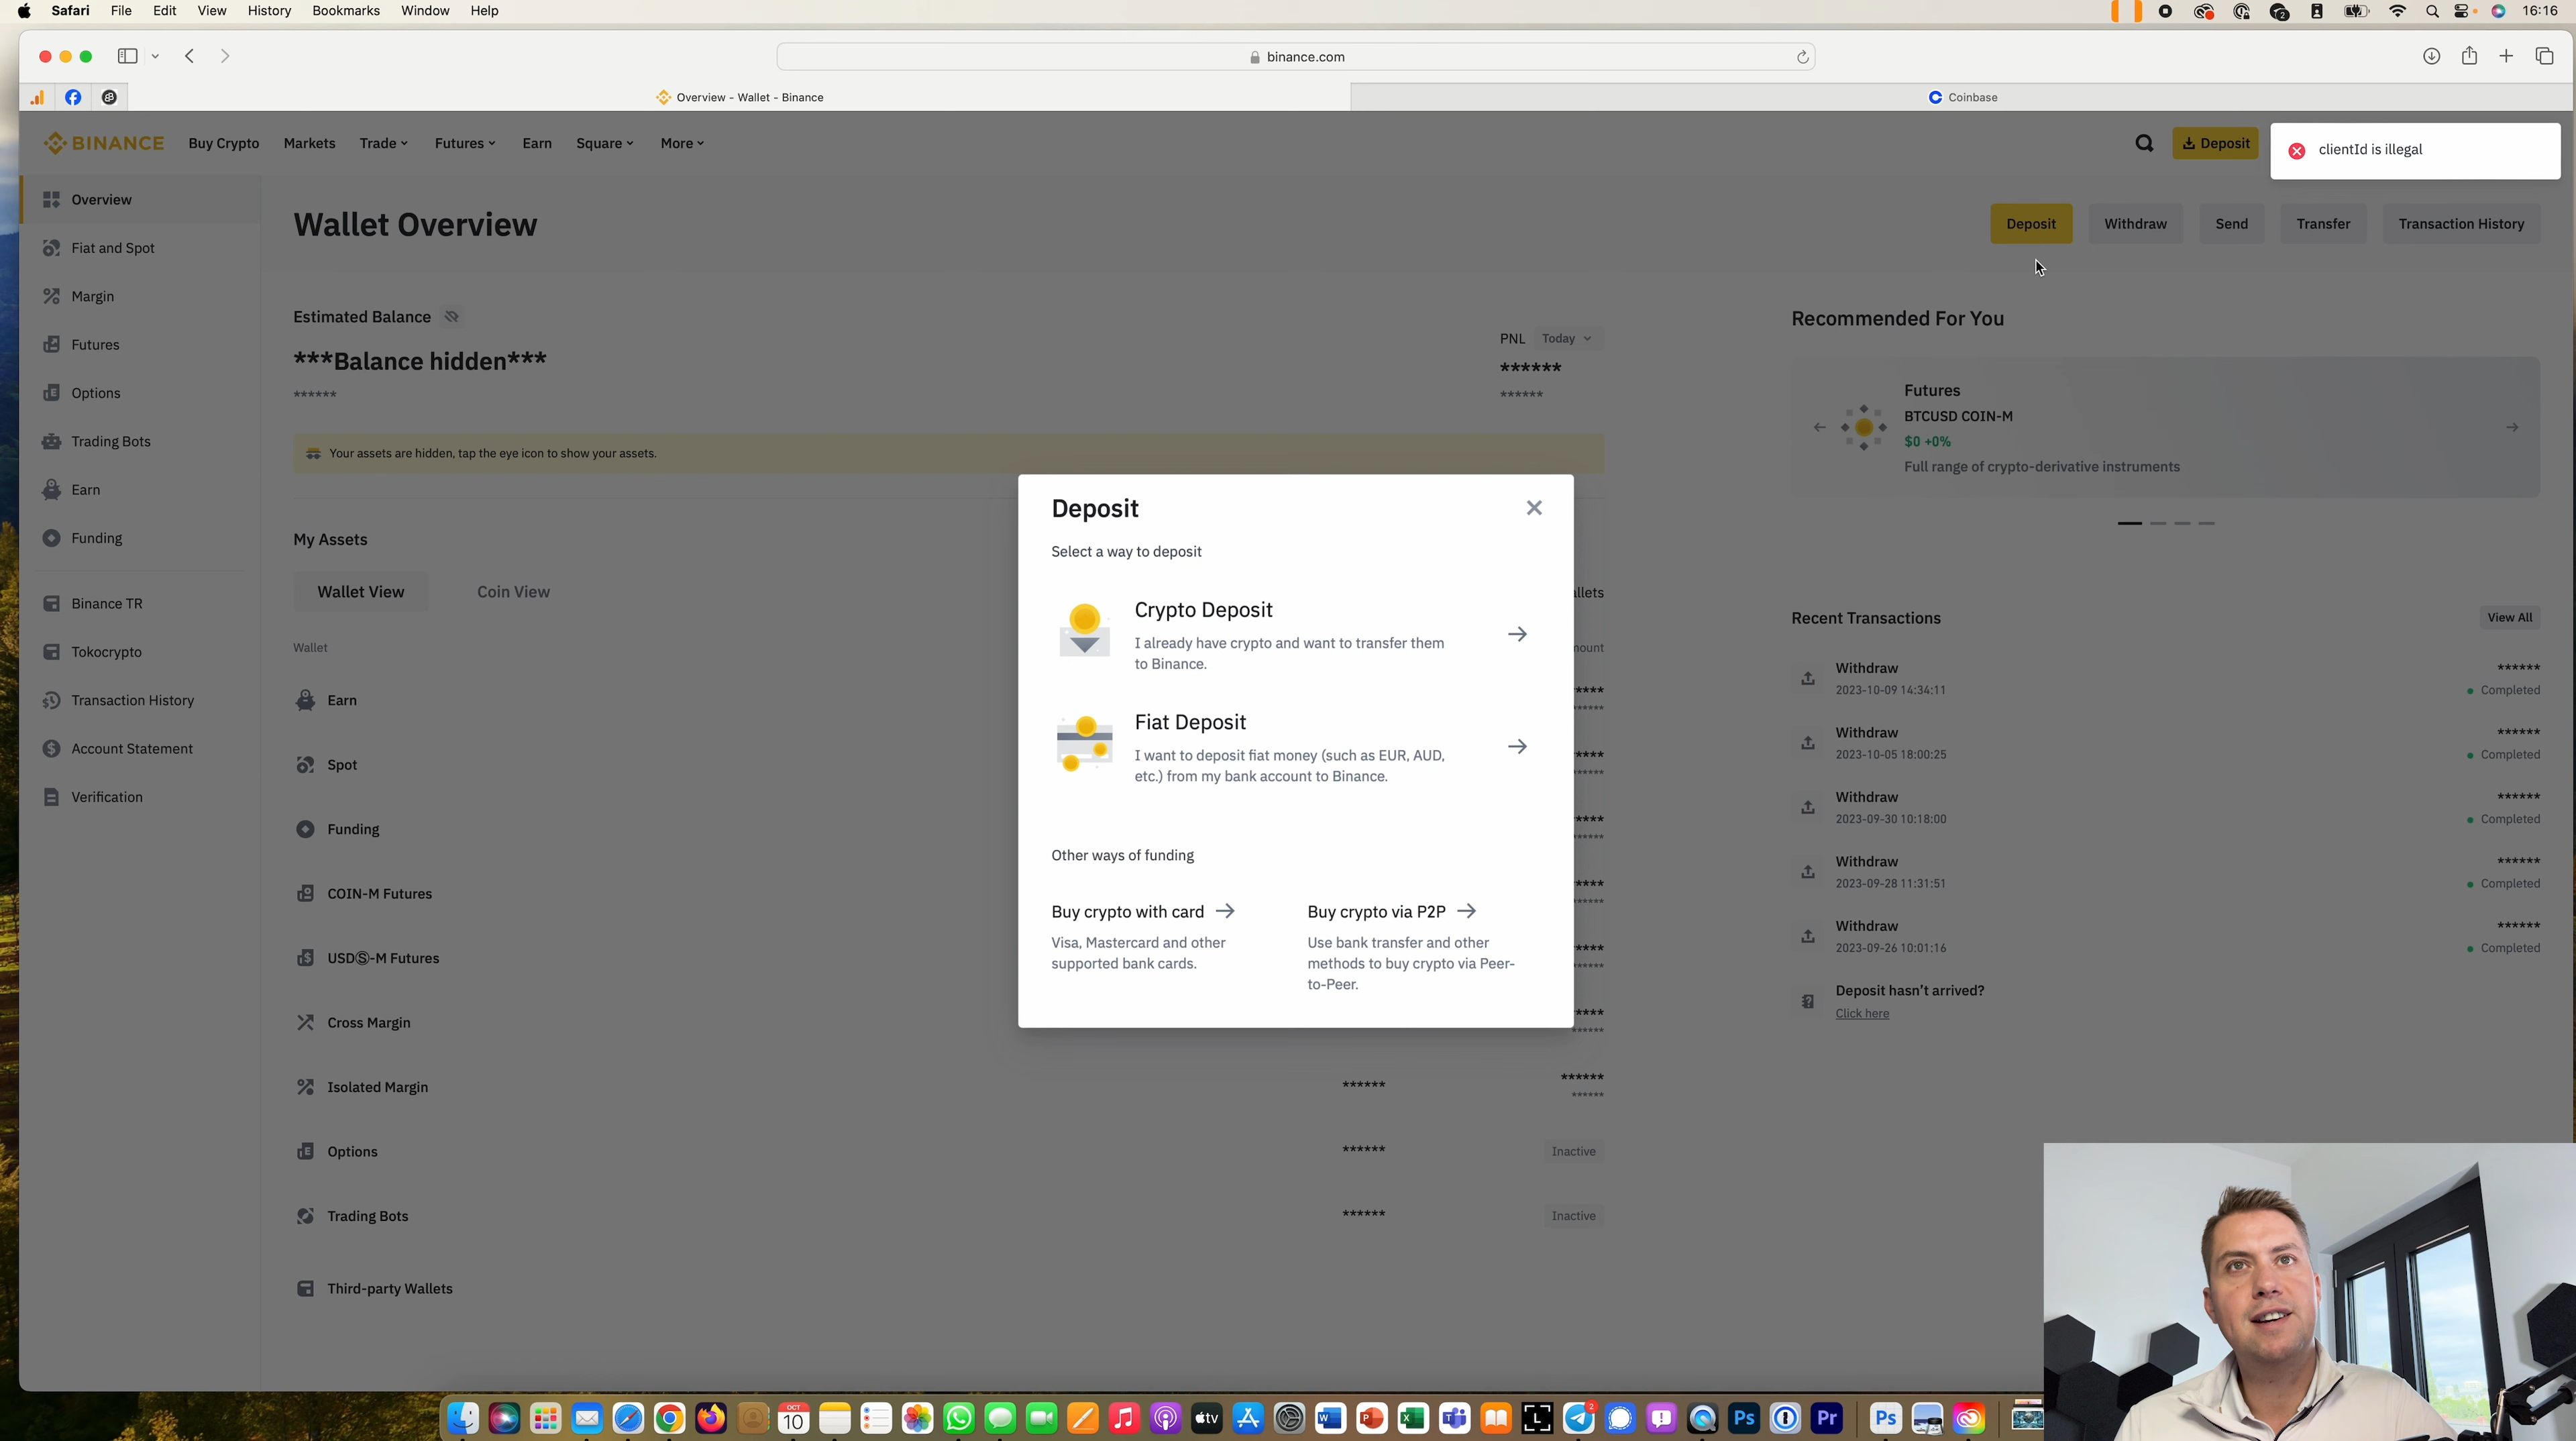 Safari File Edit View History Bookmarks Window Help 16:16
binance.com
Overview - Wallet - Binance
Coinbase
BINANCE Buy Crypto Markets Trade Futures Earn Square More Deposit
clientId is illegal
Overview
Fiat and Spot
Margin
Futures
Options
Trading Bots
Earn
Funding
Binance TR
Tokocrypto
Transaction History
Account Statement
Verification
Wallet Overview
Deposit Withdraw Send Transfer Transaction History
Estimated Balance
***Balance hidden***
******
PNL Today
******
******
Your assets are hidden, tap the eye icon to show your assets.
My Assets
Wallet View Coin View
Wallet
Earn
Spot
Funding
COIN-M Futures
USDⓈ-M Futures
Cross Margin
Isolated Margin ****** ******
******
Options ****** Inactive
Trading Bots ****** Inactive
Third-party Wallets
Deposit
Select a way to deposit
Crypto Deposit
I already have crypto and want to transfer them
to Binance.
Fiat Deposit
I want to deposit fiat money (such as EUR, AUD,
etc.) from my bank account to Binance.
Other ways of funding
Buy crypto with card
Visa, Mastercard and other
supported bank cards.
Buy crypto via P2P
Use bank transfer and other
methods to buy crypto via Peer-
to-Peer.
Recommended For You
Futures
BTCUSD COIN-M
$0 +0%
Full range of crypto-derivative instruments
Recent Transactions View All
Withdraw ******
2023-10-09 14:34:11 Completed
Withdraw ******
2023-10-05 18:00:25 Completed
Withdraw ******
2023-09-30 10:18:00 Completed
Withdraw ******
2023-09-28 11:31:51 Completed
Withdraw ******
2023-09-26 10:01:16 Completed
Deposit hasn't arrived?
Click here
OCT
10
tv
W P X T L 2 Ps Pr Ps